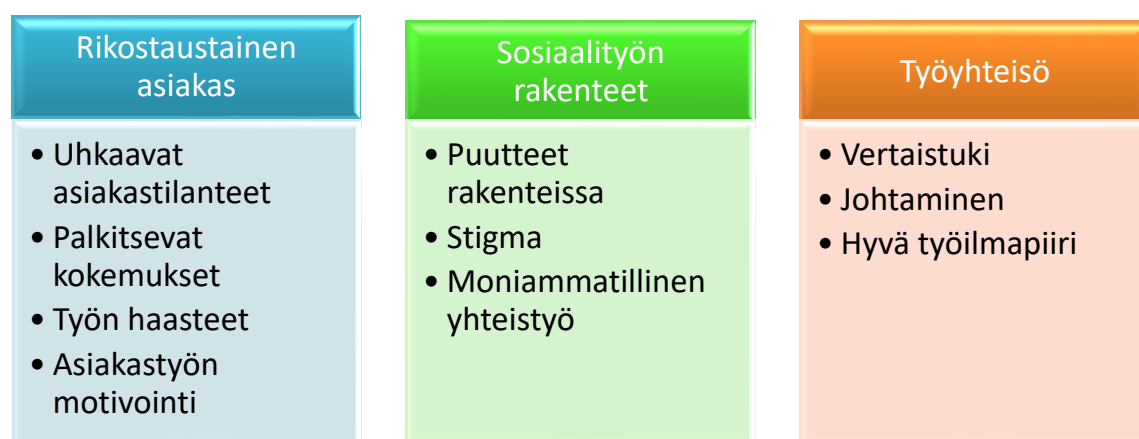 Rikostaustainen
asiakas
• Uhkaavat
asiakastilanteet
• Palkitsevat
kokemukset
• Työn haasteet
• Asiakastyön
motivointi
Sosiaalityön
rakenteet
• Puutteet
rakenteissa
• Stigma
• Moniammatillinen
yhteistyö
Työyhteisö
• Vertaistuki
• Johtaminen
• Hyvä työilmapiiri